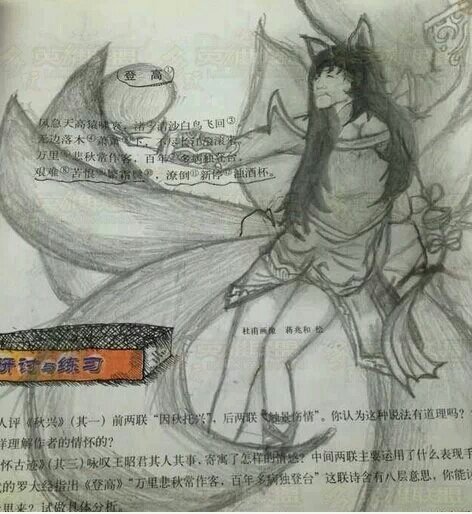 登 高①
风急天高猿啸哀，渚②清沙白鸟飞回③
无边落木④萧萧下，不尽长江滚滚来
万里悲秋常作客，百年多病独登台。
艰难苦恨繁霜鬓，潦倒新停浊酒杯。
杜甫画像 蒋兆和 绘
研讨与练习
人评《秋兴》（其一）前两联“因秋托兴”，后两联“触景伤情”。你认为这种说法有道理吗？
样理解作者的情怀的？
怀古迹》（其三）咏叹王昭君其人其事，寄寓了怎样的情感？中间两联主要运用了什么表现手
的罗大经指出《登高》“万里悲秋常作客，百年多病独登台”这联诗含有八层意思，你能说
出来？试做具体分析。